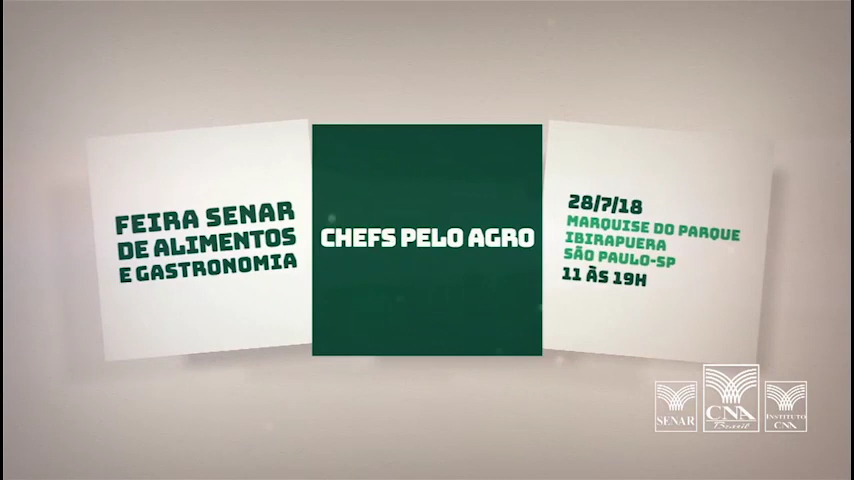 FEIRA SENAR
DE ALIMENTOS
E GASTRONOMIA
CHEFS PELO AGRO
28/7/18
MARQUISE DO PARQUE
IBIRAPUERA
SÃO PAULO-SP
11 ÀS 19H
SENAR
CNA
Brasil
INSTITUTO
CNA